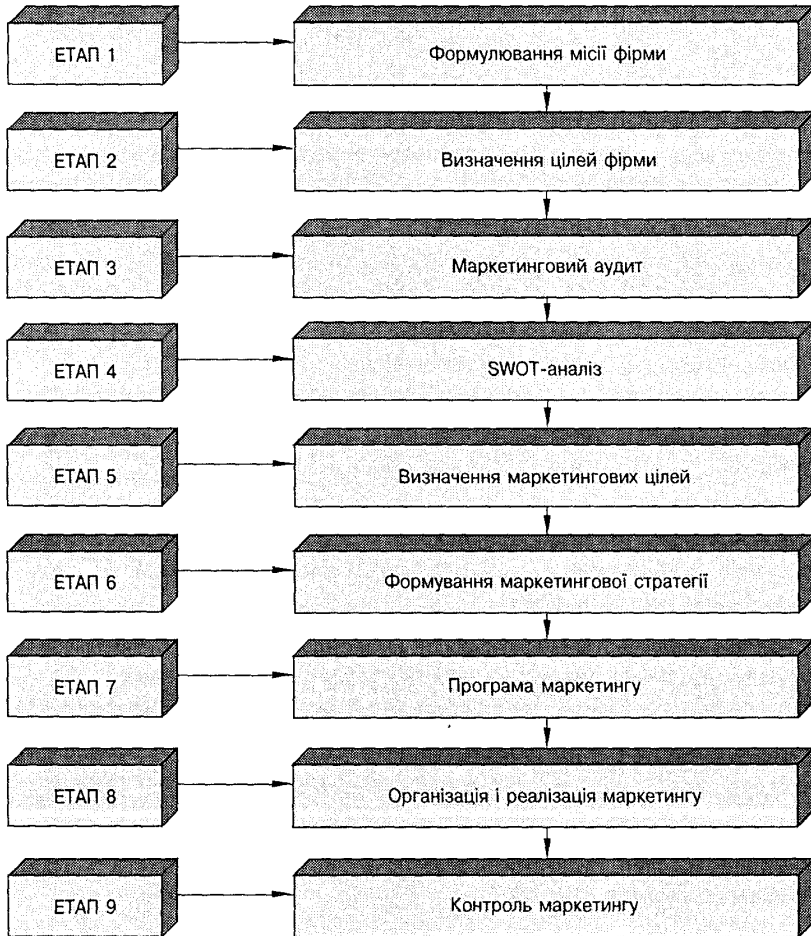 ЕТАП 1
Формулювання місії фірми
ЕТАП 2
Визначення цілей фірми
ЕТАП 3
Маркетинговий аудит
ЕТАП 4
SWOT-аналіз
ЕТАП 5
Визначення маркетингових цілей
ЕТАП 6
Формування маркетингової стратегії
ЕТАП 7
Програма маркетингу
ЕТАП 8
Організація і реалізація маркетингу
ЕТАП 9
Контроль маркетингу